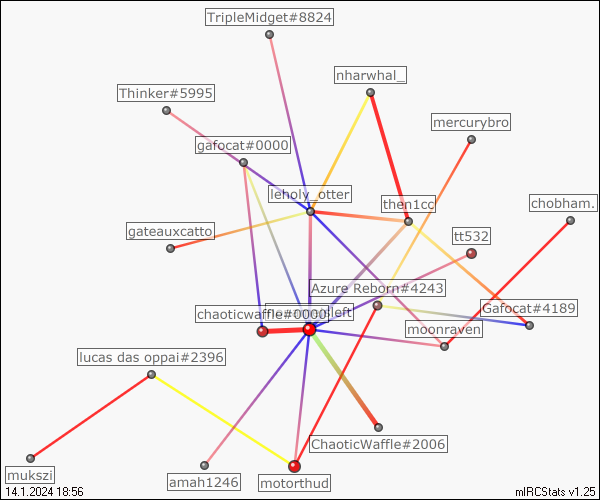 TripleMidget#8824
nharwhal_
Thinker#5995
mercurybro
gafocat#0000
leholy_otter
then1cc
chobham.
gateauxcatto
tt532
Azure Reborn#4243
chaoticwaffle#0000
left
Gafocat#4189
moonraven
lucas das oppai#2396
ChaoticWaffle#2006
mukszi
amah1246
motorthud
14.1.2024 18:56
mIRCStats v1.25